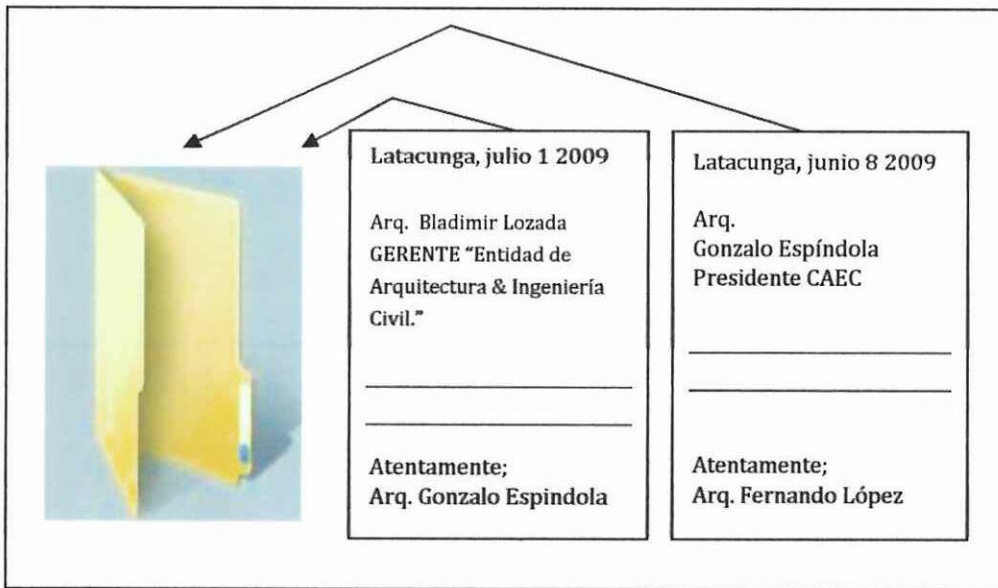 Latacunga, julio 1 2009
Arq. Bladimir Lozada
GERENTE “Entidad de
Arquitectura & Ingeniería
Civil.”
Atentamente;
Arq. Gonzalo Espindola
Latacunga, junio 8 2009
Arq.
Gonzalo Espíndola
Presidente CAEC
Atentamente;
Arq. Fernando López